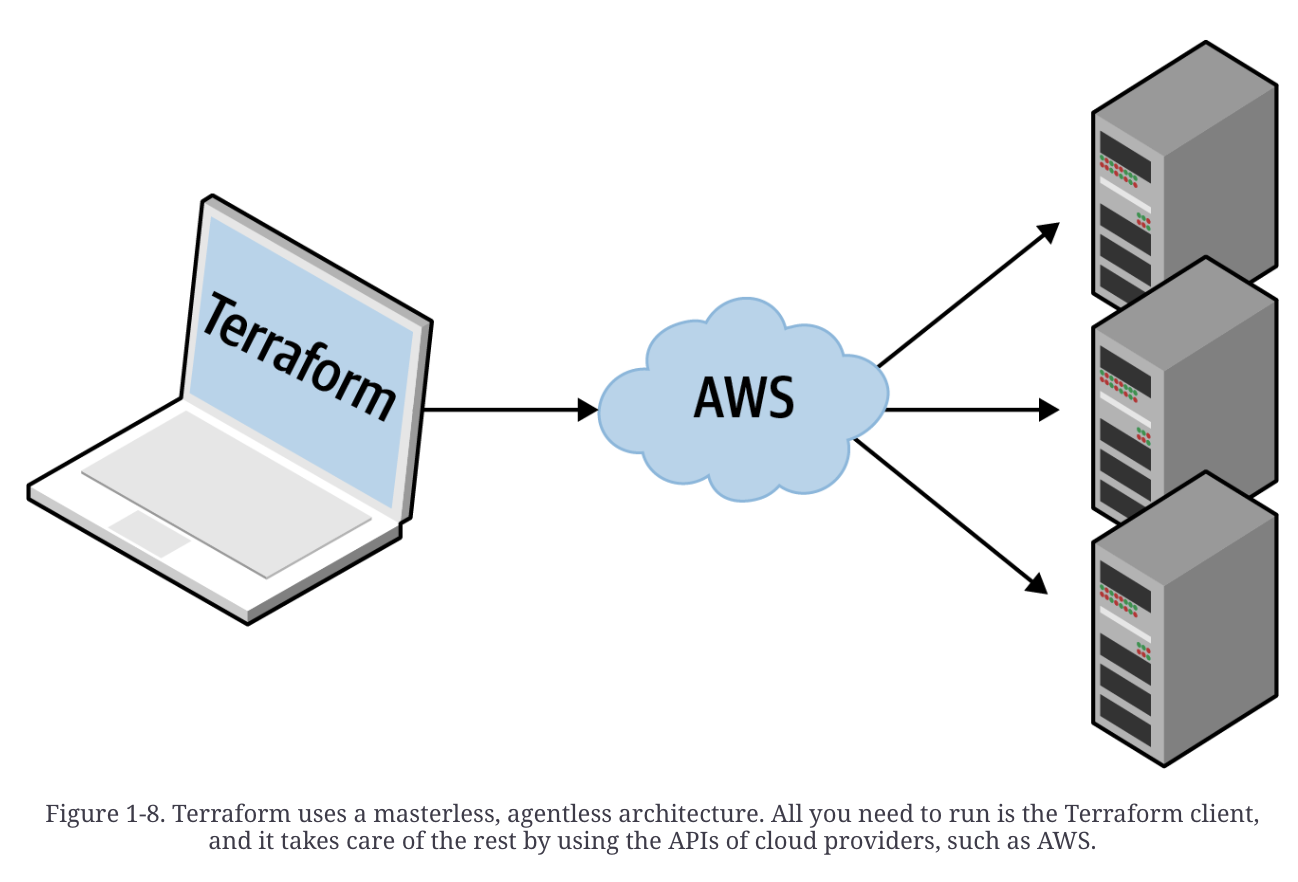 Terraform
AWS
Figure 1-8. Terraform uses a masterless, agentless architecture. All you need to run is the Terraform client,
and it takes care of the rest by using the APIs of cloud providers, such as AWS.